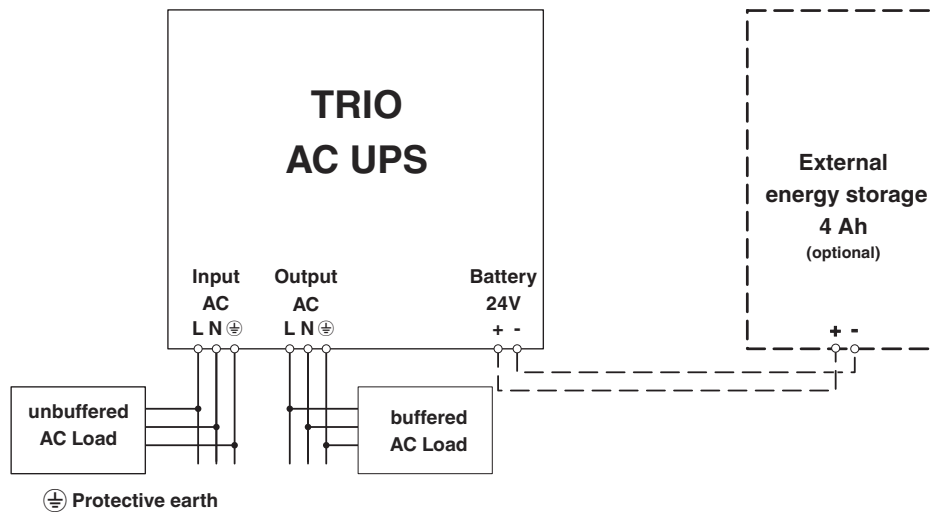 TRIO
AC UPS
Input
AC
L N
Output
AC
L N
Battery
24V
+ -
External
energy storage
4 Ah
(optional)
+ -
unbuffered
AC Load
buffered
AC Load
Protective earth